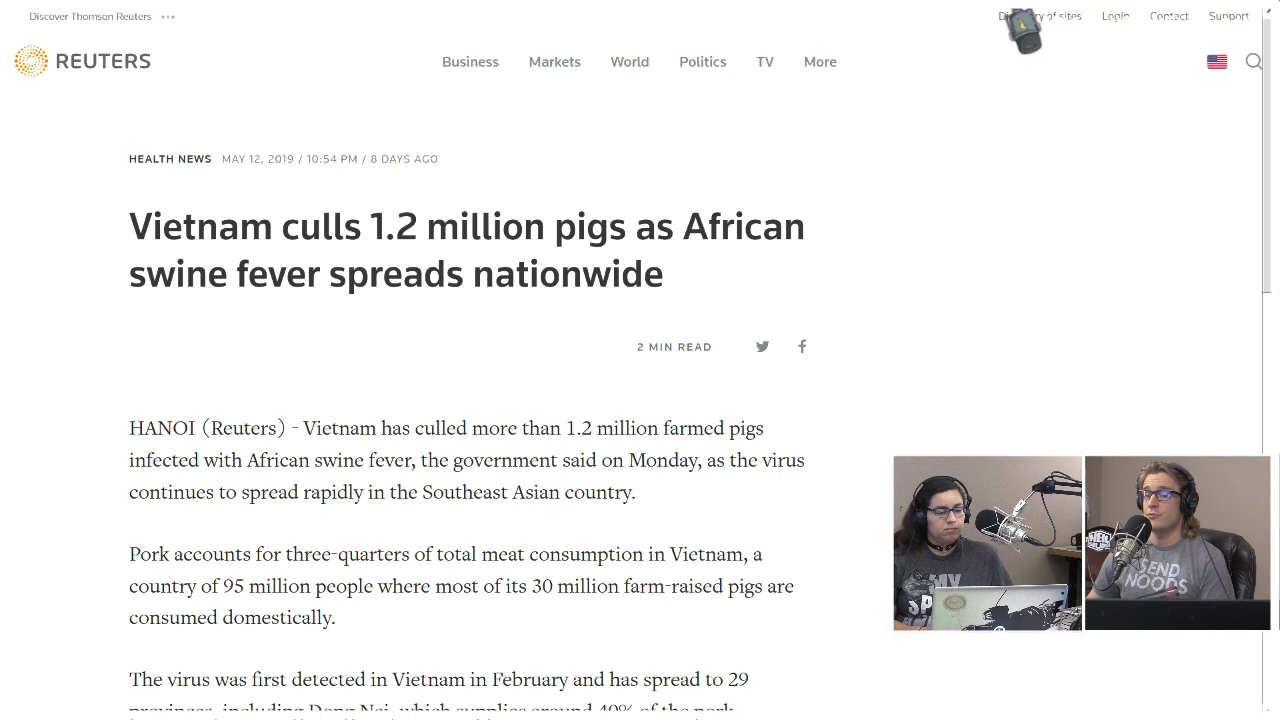 Discover Thomson Reuters
Directory of sites Login Contact Support
REUTERS
Business Markets World Politics TV More
HEALTH NEWS MAY 12, 2019 / 10:54 PM / 8 DAYS AGO
Vietnam culls 1.2 million pigs as African
swine fever spreads nationwide
2 MIN READ
HANOI (Reuters) - Vietnam has culled more than 1.2 million farmed pigs
infected with African swine fever, the government said on Monday, as the virus
continues to spread rapidly in the Southeast Asian country.
Pork accounts for three-quarters of total meat consumption in Vietnam, a
country of 95 million people where most of its 30 million farm-raised pigs are
consumed domestically.
The virus was first detected in Vietnam in February and has spread to 29
provinces, including Dong Nai, which supplies around 40% of the pork
MY
SP
SEND
NOODS